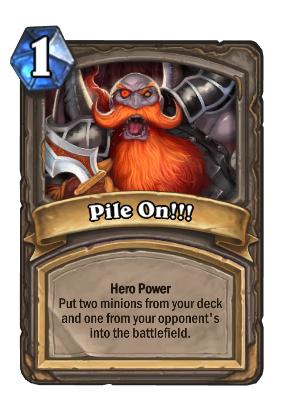 1
Pile On!!!
Hero Power
Put two minions from your deck
and one from your opponent's
into the battlefield.